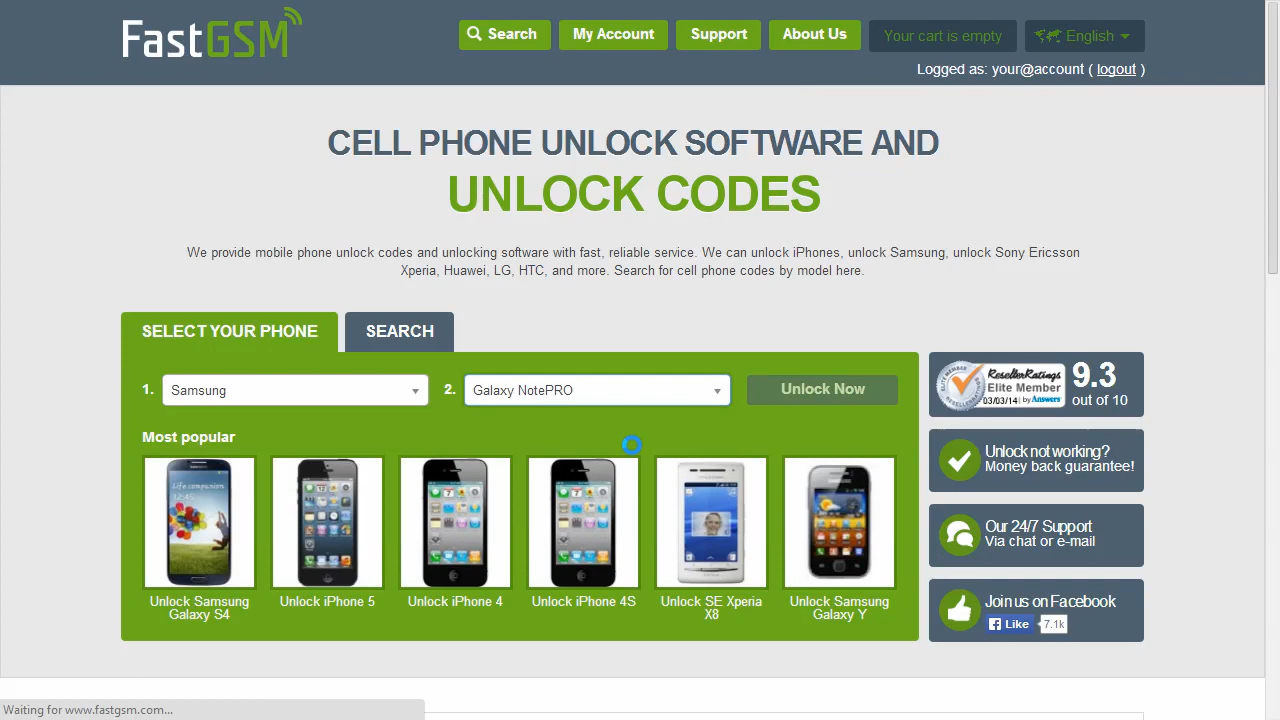 FastGSM
Search
My Account
Support
About Us
Your cart is empty
English
Logged as: your@account ( logout )
CELL PHONE UNLOCK SOFTWARE AND
UNLOCK CODES
We provide mobile phone unlock codes and unlocking software with fast, reliable service. We can unlock iPhones, unlock Samsung, unlock Sony Ericsson
Xperia, Huawei, LG, HTC, and more. Search for cell phone codes by model here.
SELECT YOUR PHONE
SEARCH
1.
Samsung
2.
Galaxy NotePRO
Unlock Now
Most popular
Life companion
12:45
Unlock Samsung
Galaxy S4
Unlock iPhone 5
Unlock iPhone 4
Unlock iPhone 4S
Unlock SE Xperia
X8
Unlock Samsung
Galaxy Y
ResellerRatings
Elite Member
03/03/14 | by Answers
9.3
out of 10
Unlock not working?
Money back guarantee!
Our 24/7 Support
Via chat or e-mail
Join us on Facebook
Like
7.1k
Waiting for www.fastgsm.com...